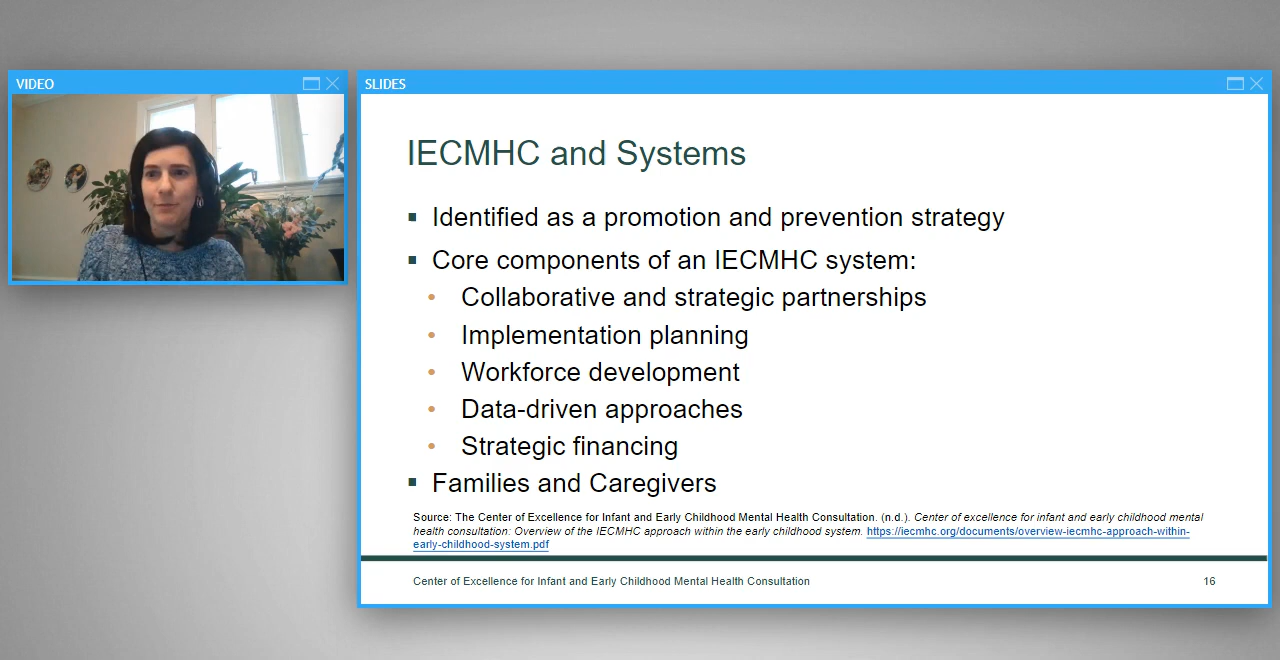 VIDEO
SLIDES
IECMHC and Systems
Identified as a promotion and prevention strategy
Core components of an IECMHC system:
Collaborative and strategic partnerships
Implementation planning
Workforce development
Data-driven approaches
Strategic financing
Families and Caregivers
Source: The Center of Excellence for Infant and Early Childhood Mental Health Consultation. (n.d.). Center of excellence for infant and early childhood mental
health consultation: Overview of the IECMHC approach within the early childhood system. https://iecmhc.org/documents/overview-iecmhc-approach-within-
early-childhood-system.pdf
Center of Excellence for Infant and Early Childhood Mental Health Consultation
16